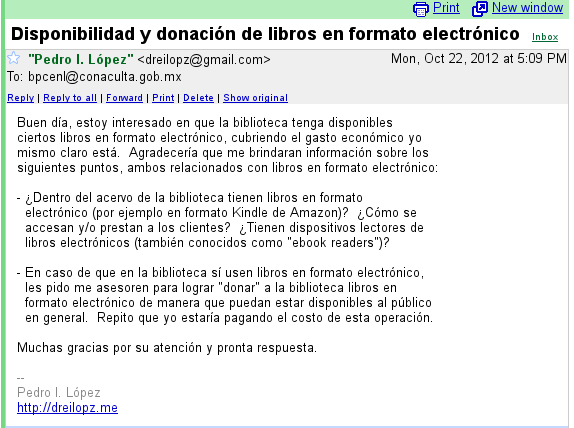 Print New window
Disponibilidad y donación de libros en formato electrónico Inbox
"Pedro I. López" <dreilopz@gmail.com> Mon, Oct 22, 2012 at 5:09 PM
To: bpcenl@conaculta.gob.mx
Reply | Reply to all | Forward | Print | Delete | Show original
Buen día, estoy interesado en que la biblioteca tenga disponibles
ciertos libros en formato electrónico, cubriendo el gasto económico yo
mismo claro está. Agradecería que me brindaran información sobre los
siguientes puntos, ambos relacionados con libros en formato electrónico:
- ¿Dentro del acervo de la biblioteca tienen libros en formato
electrónico (por ejemplo en formato Kindle de Amazon)? ¿Cómo se
accesan y/o prestan a los clientes? ¿Tienen dispositivos lectores de
libros electrónicos (también conocidos como "ebook readers")?
- En caso de que en la biblioteca sí usen libros en formato electrónico,
les pido me asesoren para lograr "donar" a la biblioteca libros en
formato electrónico de manera que puedan estar disponibles al público
en general. Repito que yo estaría pagando el costo de esta operación.
Muchas gracias por su atención y pronta respuesta.
--
Pedro I. López
http://dreilopz.me